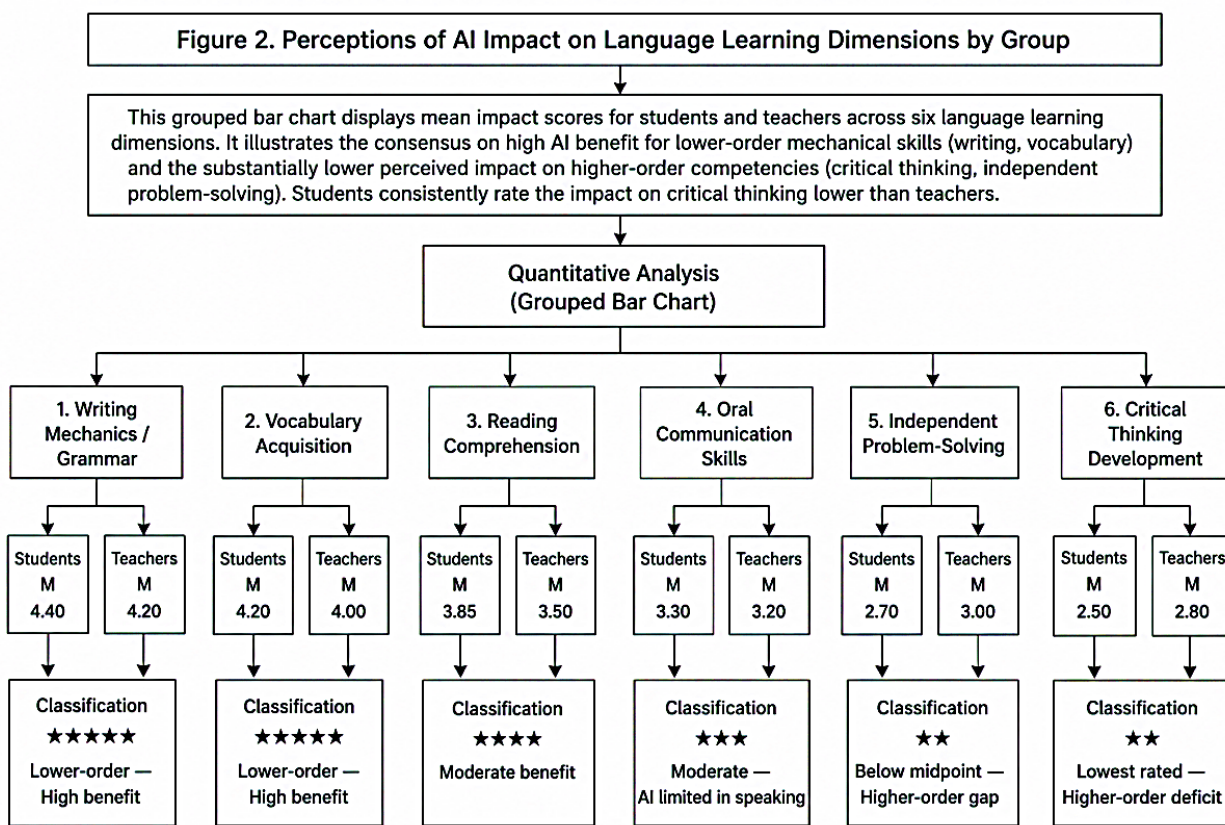 Figure 2. Perceptions of AI Impact on Language Learning Dimensions by Group
This grouped bar chart displays mean impact scores for students and teachers across six language learning
dimensions. It illustrates the consensus on high AI benefit for lower-order mechanical skills (writing, vocabulary)
and the substantially lower perceived impact on higher-order competencies (critical thinking, independent
problem-solving). Students consistently rate the impact on critical thinking lower than teachers.
Quantitative Analysis
(Grouped Bar Chart)
1. Writing
Mechanics /
Grammar
2. Vocabulary
Acquisition
3. Reading
Comprehension
4. Oral
Communication
Skills
5. Independent
Problem-Solving
6. Critical
Thinking
Development
Students
M
4.40
Teachers
M
4.20
Students
M
4.20
Teachers
M
4.00
Students
M
3.85
Teachers
M
3.50
Students
M
3.30
Teachers
M
3.20
Students
M
2.70
Teachers
M
3.00
Students
M
2.50
Teachers
M
2.80
Classification
★★★★★
Lower-order —
High benefit
Classification
★★★★★
Lower-order —
High benefit
Classification
★★★★
Moderate benefit
Classification
★★★
Moderate —
AI limited in speaking
Classification
★★
Below midpoint —
Higher-order gap
Classification
★★
Lowest rated —
Higher-order deficit